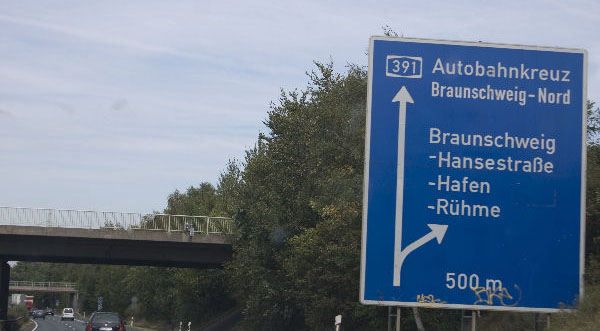 391 Autobahnkreuz
Braunschweig-Nord
Braunschweig
-Hansestraße
-Hafen
-Rühme
500 m